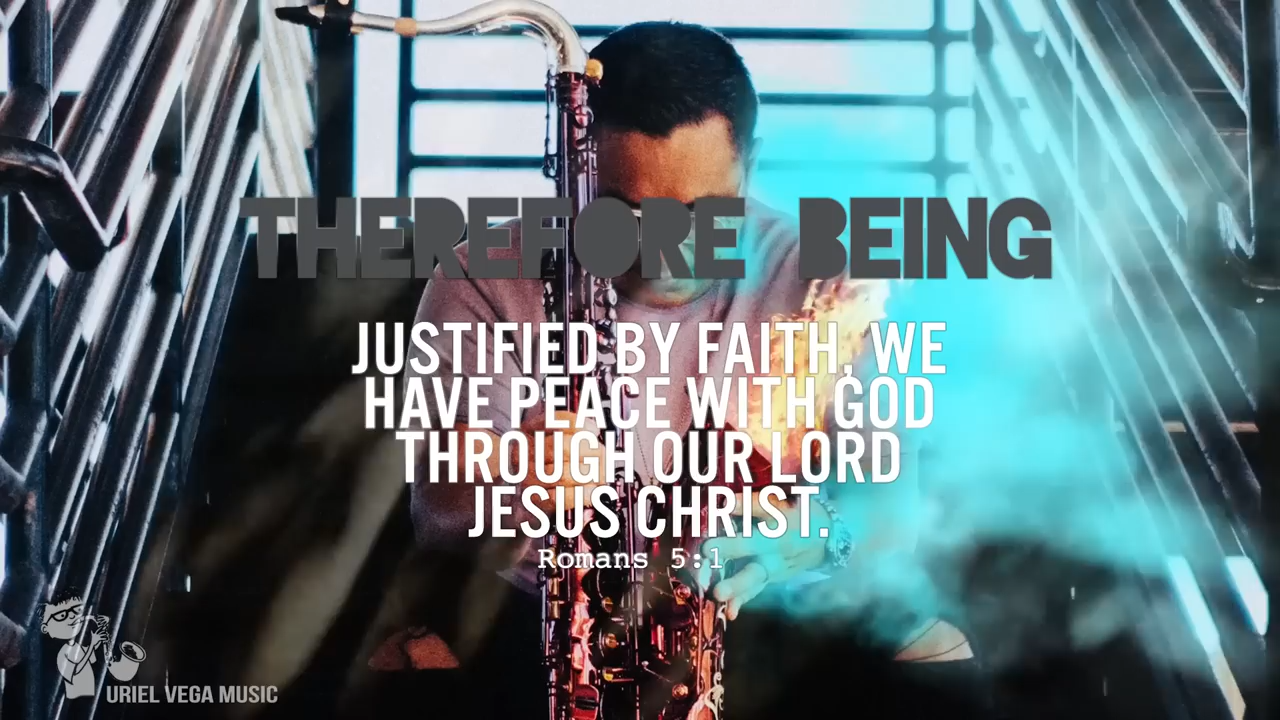 THEREFORE BEING
JUSTIFIED BY FAITH, WE
HAVE PEACE WITH GOD
THROUGH OUR LORD
JESUS CHRIST.
Romans 5:1
URIEL VEGA MUSIC